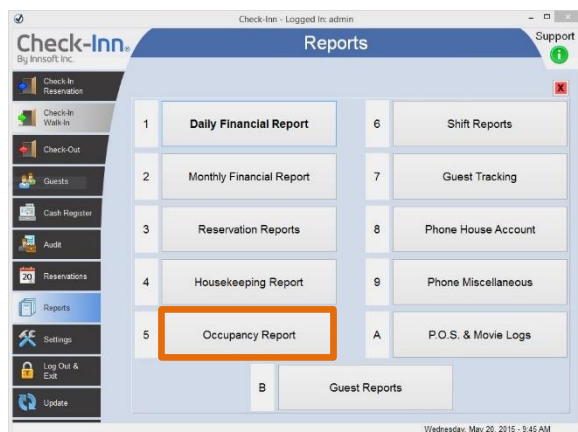 Check-Inn - Logged In: admin
Check-Inn®
By Innsoft Inc.
Reports
Support
i
X
Check-In
Reservation
Check-In
Walk-In
Check-Out
Guests
Cash Register
Audit
20
Reservations
Reports
Settings
Log Out &
Exit
Update
1 Daily Financial Report
6 Shift Reports
2 Monthly Financial Report
7 Guest Tracking
3 Reservation Reports
8 Phone House Account
4 Housekeeping Report
9 Phone Miscellaneous
5 Occupancy Report
A P.O.S. & Movie Logs
B Guest Reports
Wednesday, May 20, 2015 - 9:45 AM